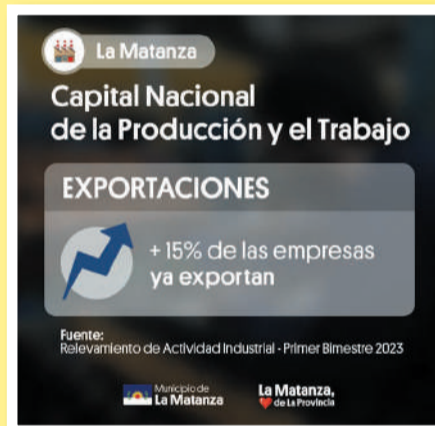 La Matanza
Capital Nacional
de la Producción y el Trabajo
EXPORTACIONES
+ 15% de las empresas
ya exportan
Fuente:
Relevamiento de Actividad Industrial - Primer Bimestre 2023
Municipio de
La Matanza
La Matanza,
de La Provincia